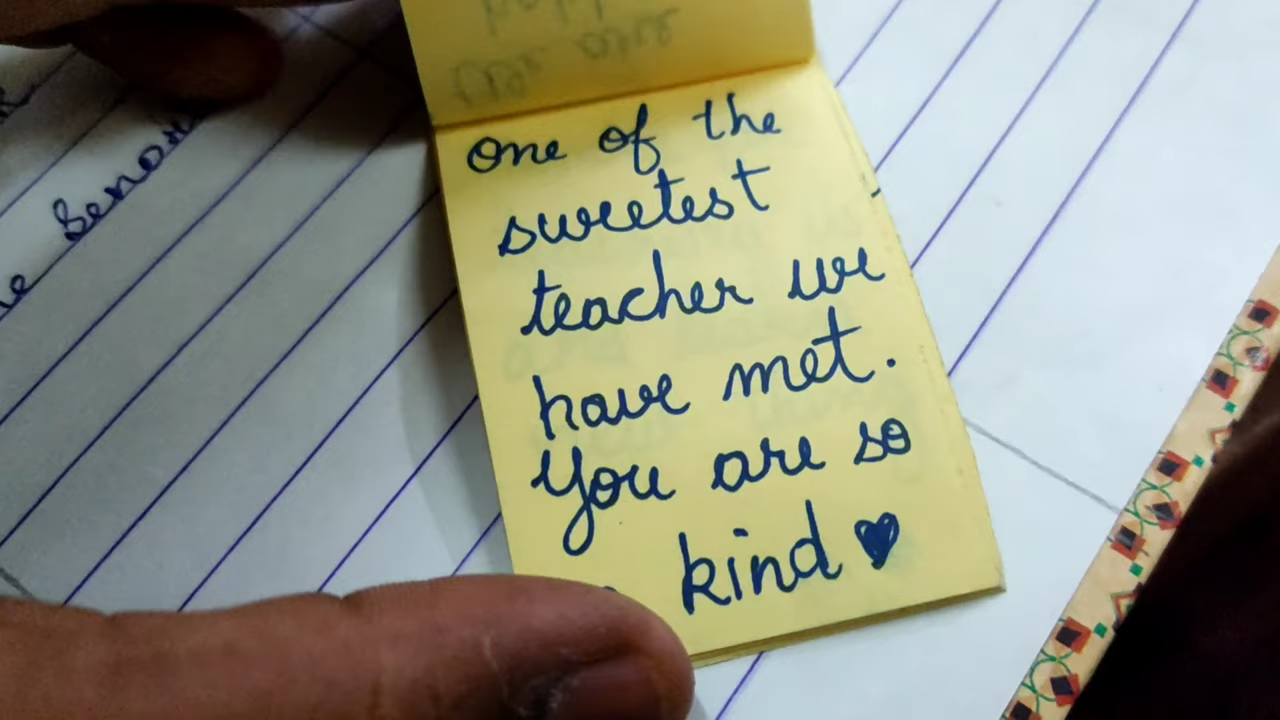 One of the
sweetest
teacher we
have met.
You are so
kind ♥